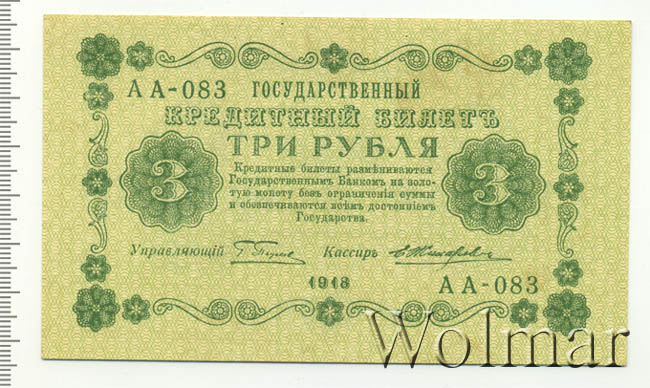 АА-083 ГОСУДАРСТВЕННЫЙ
КРЕДИТНЫЙ БИЛЕТЪ
ТРИ РУБЛЯ
3
3
Кредитные билеты размѣниваются
Государственнымъ Банкомъ на золо-
тую монету безъ ограниченія суммы
и обезпечиваются всѣмъ достояніемъ
Государства.
Управляющій
Кассиръ
1918
АА-083
Wolmar